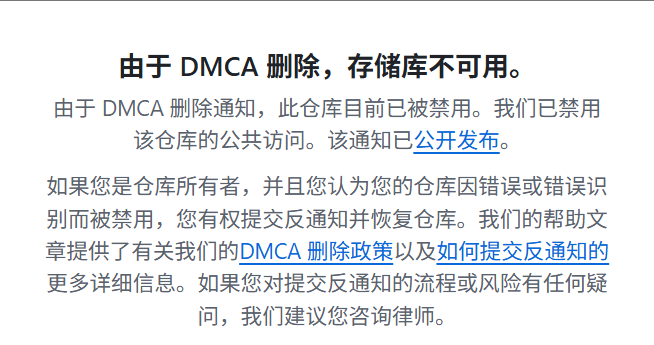 由于 DMCA 删除，存储库不可用。
由于 DMCA 删除通知，此仓库目前已被禁用。我们已禁用
该仓库的公共访问。该通知已公开发布。
如果您是仓库所有者，并且您认为您的仓库因错误或错误识
别而被禁用，您有权提交反通知并恢复仓库。我们的帮助文
章提供了有关我们的DMCA 删除政策以及如何提交反通知的
更多详细信息。如果您对提交反通知的流程或风险有任何疑
问，我们建议您咨询律师。